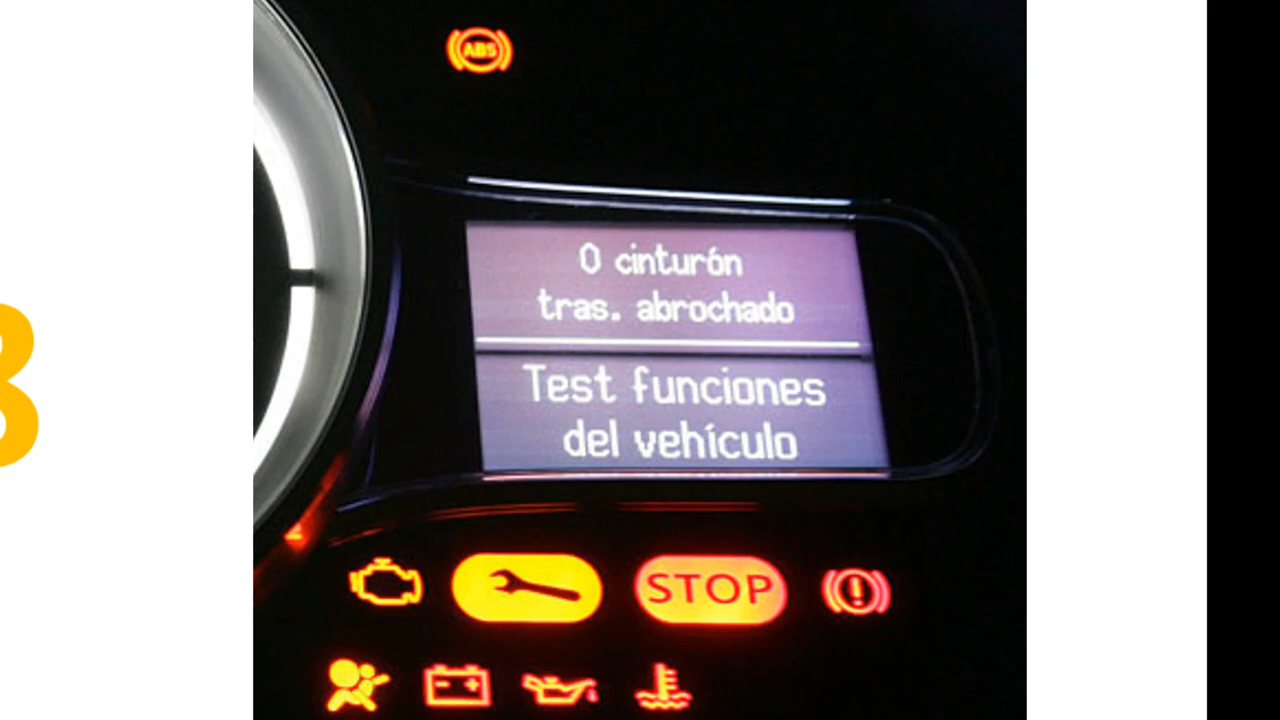 ABS
0 cinturón
tras. abrochado
Test funciones
del vehículo
STOP